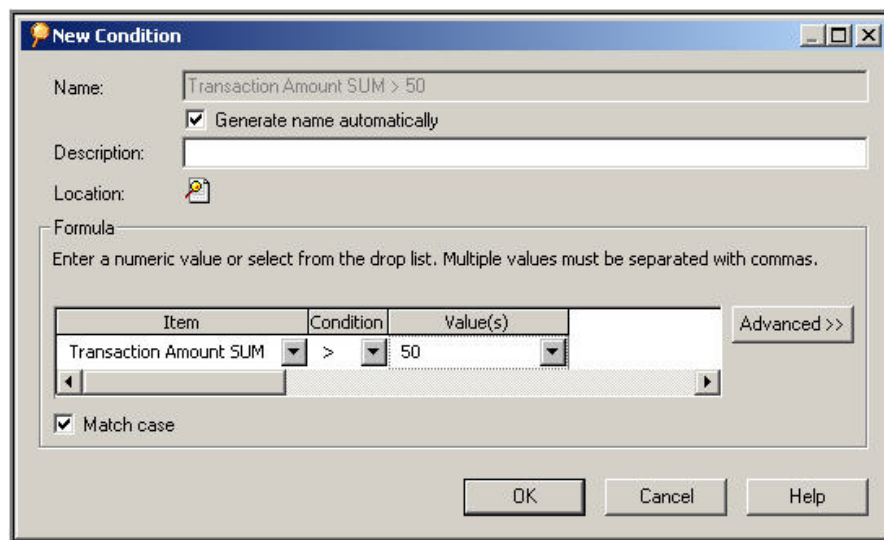 New Condition
Name: Transaction Amount SUM > 50
Generate name automatically
Description:
Location:
Formula
Enter a numeric value or select from the drop list. Multiple values must be separated with commas.
Item Condition Value(s) Advanced >>
Transaction Amount SUM > 50
Match case
OK Cancel Help